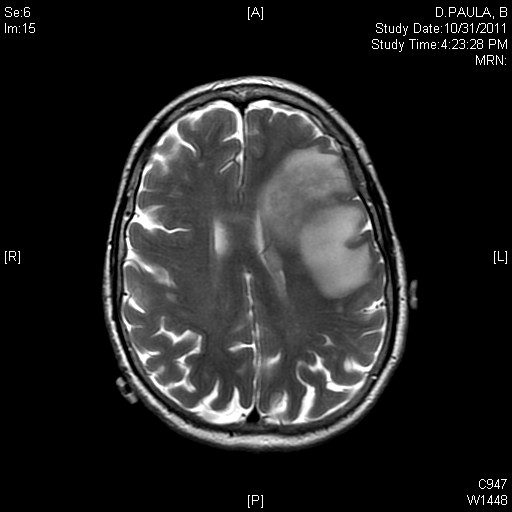 Se:6
Im:15
[A]
D.PAULA, B
Study Date:10/31/2011
Study Time:4:23:28 PM
MRN:
[R]
[L]
[P]
C947
W1448